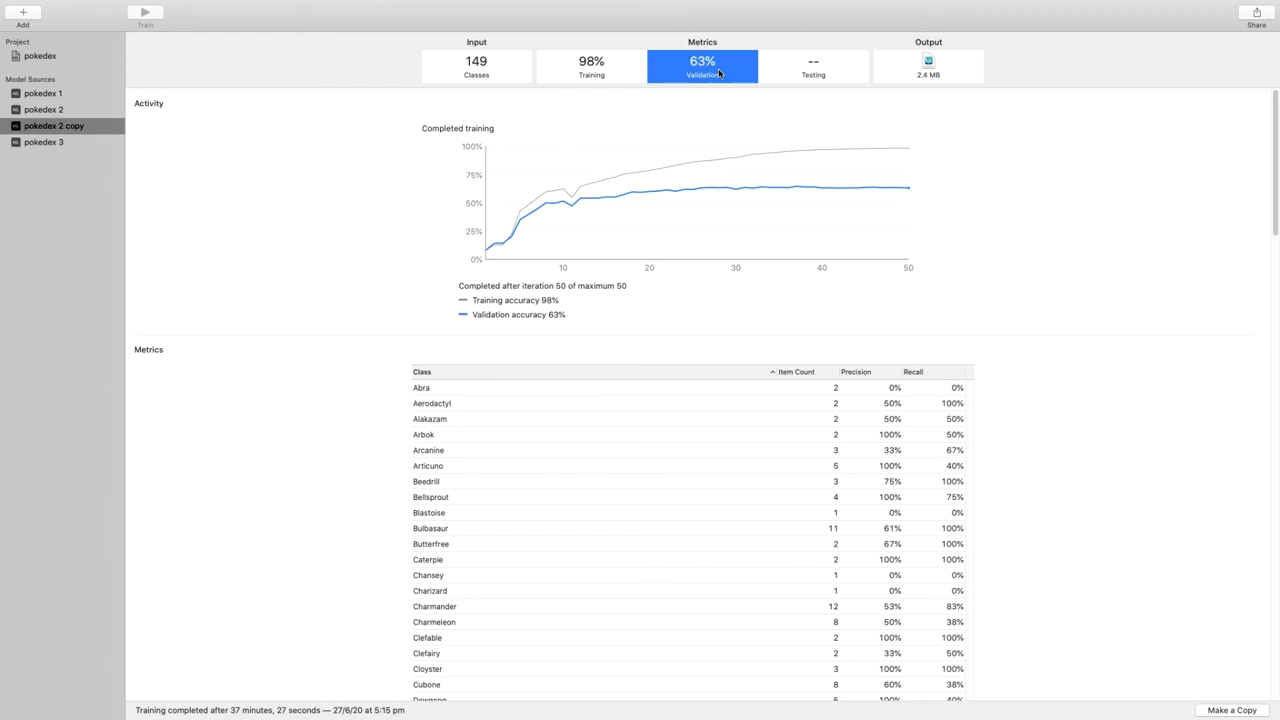 Add
Train
Share
Project
pokedex
Model Sources
pokedex 1
pokedex 2
pokedex 2 copy
pokedex 3
Input
Metrics
Output
149
Classes
98%
Training
63%
Validation
--
Testing
2.4 MB
Activity
Completed training
100%
75%
50%
25%
0%
10 20 30 40 50
Completed after iteration 50 of maximum 50
Training accuracy 98%
Validation accuracy 63%
Metrics
Class Item Count Precision Recall
Abra 2 0% 0%
Aerodactyl 2 50% 100%
Alakazam 2 50% 50%
Arbok 2 100% 50%
Arcanine 3 33% 67%
Articuno 5 100% 40%
Beedrill 3 75% 100%
Bellsprout 4 100% 75%
Blastoise 1 0% 0%
Bulbasaur 11 61% 100%
Butterfree 2 67% 100%
Caterpie 2 100% 100%
Chansey 1 0% 0%
Charizard 1 0% 0%
Charmander 12 53% 83%
Charmeleon 8 50% 38%
Clefable 2 100% 100%
Clefairy 2 33% 50%
Cloyster 3 100% 100%
Cubone 8 60% 38%
Dewgong 5 100% 40%
Training completed after 37 minutes, 27 seconds — 27/6/20 at 5:15 pm
Make a Copy